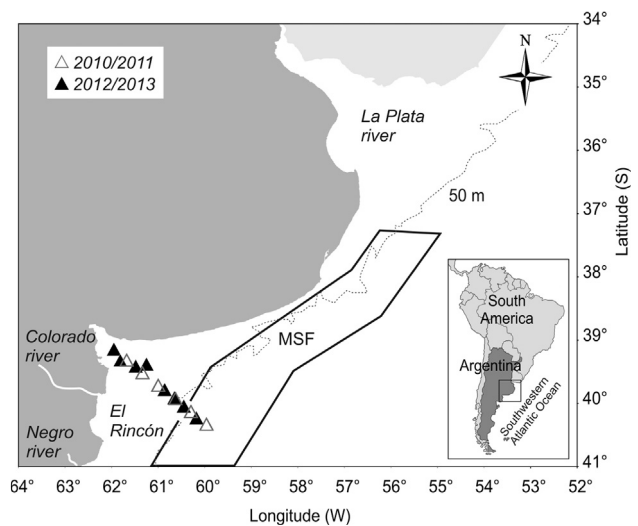 34°
2010/2011
2012/2013
N
35°
La Plata
river
36°
37°
50 m
Latitude (S)
38°
MSF
South
America
Colorado
river
39°
Argentina
El
Rincón
40°
Southwestern
Atlantic Ocean
Negro
river
41°
64° 63° 62° 61° 60° 59° 58° 57° 56° 55° 54° 53° 52°
Longitude (W)